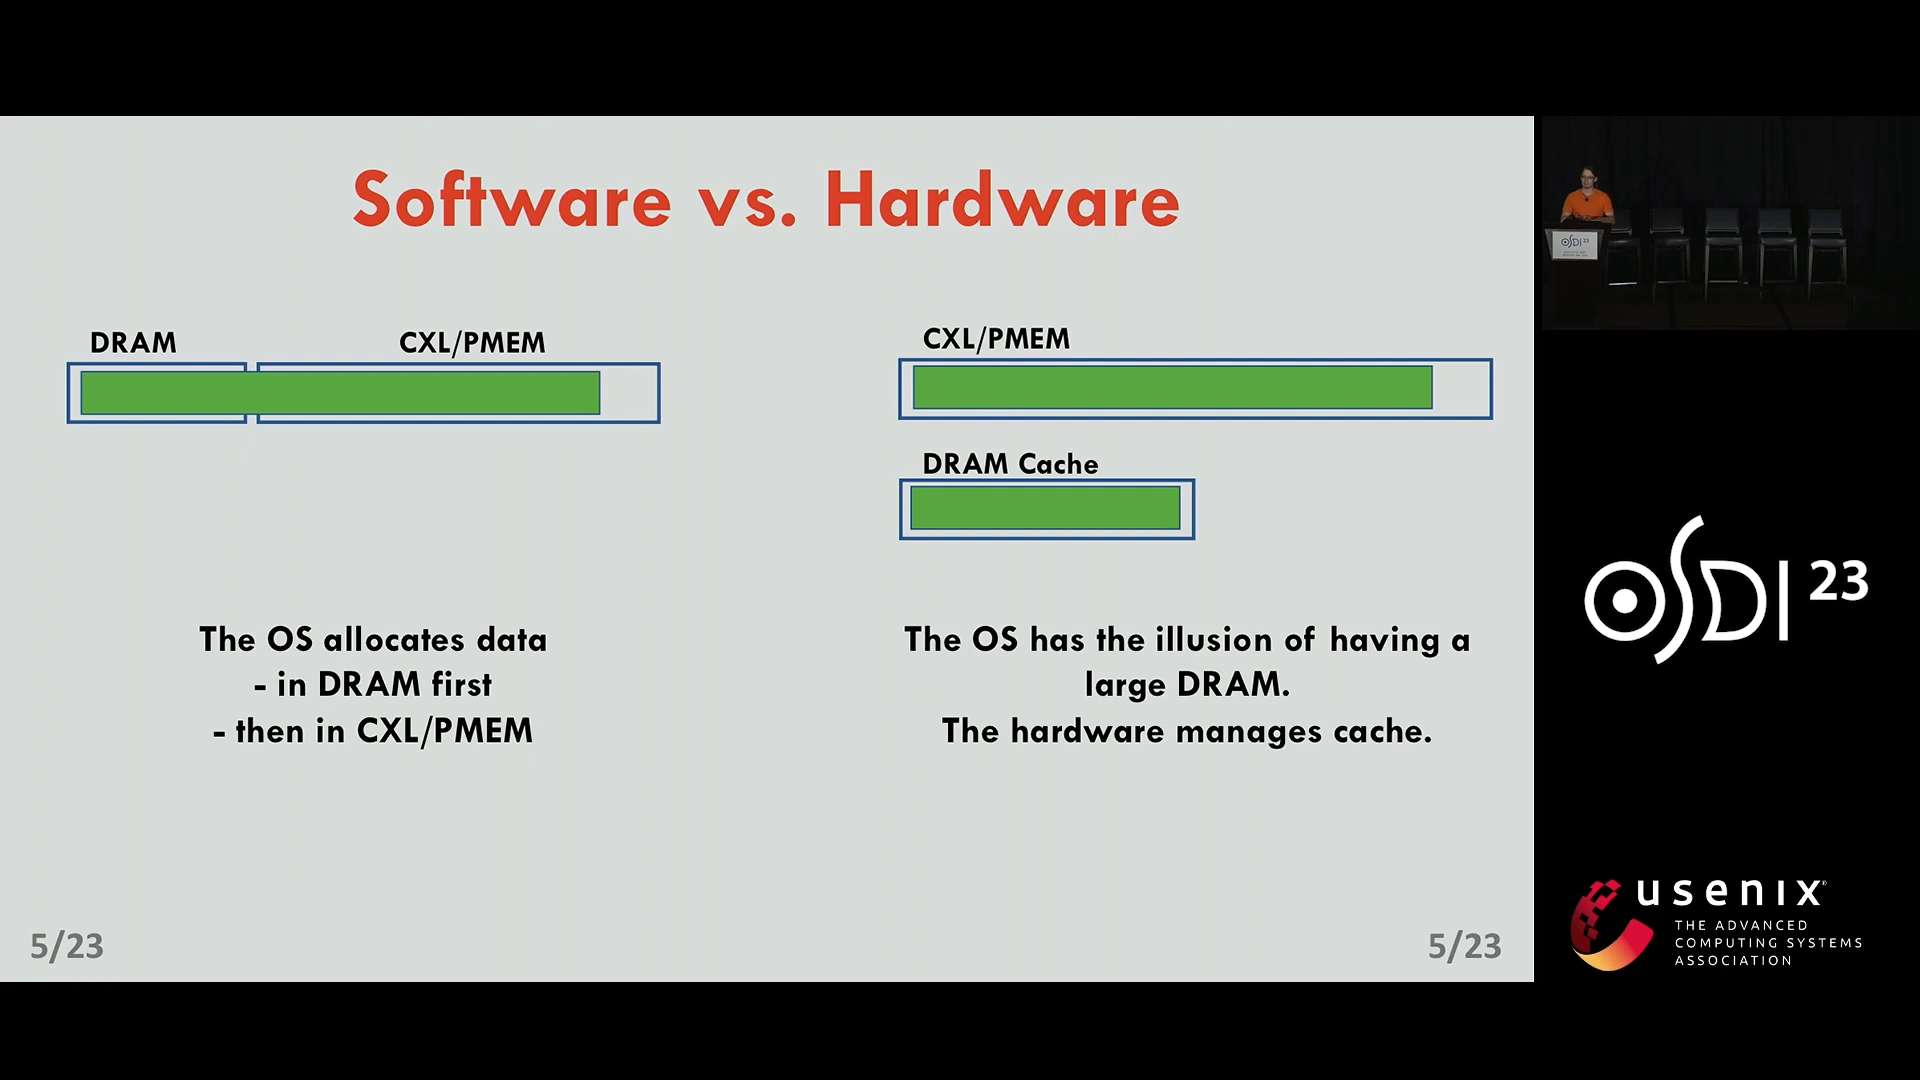 Software vs. Hardware
DRAM
CXL/PMEM
The OS allocates data
- in DRAM first
- then in CXL/PMEM
CXL/PMEM
DRAM Cache
The OS has the illusion of having a
large DRAM.
The hardware manages cache.
5/23
5/23
OSDI 23
OSDI 23
usenix
THE ADVANCED
COMPUTING SYSTEMS
ASSOCIATION